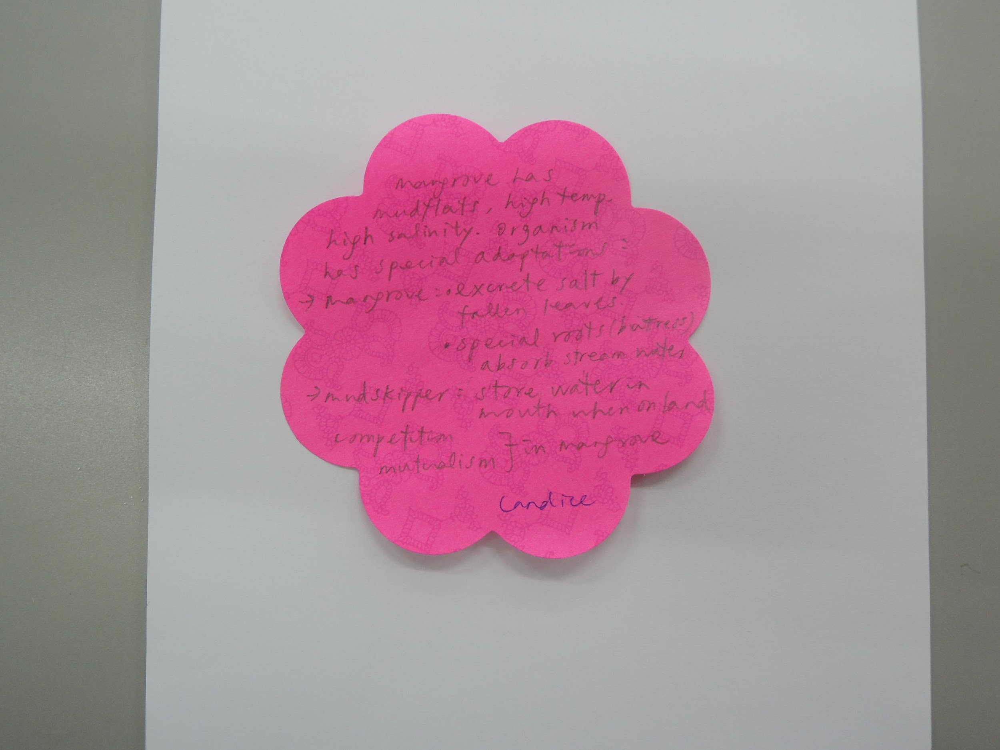 mangrove has
mudflats, high temp.
high salinity. organism
has special adaptations :
→ mangrove : • excrete salt by
fallen leaves.
• special roots (buttress)
absorb stream water
→ mudskipper : store water in
mouth when on land
competition
mutualism } in mangrove
Candice